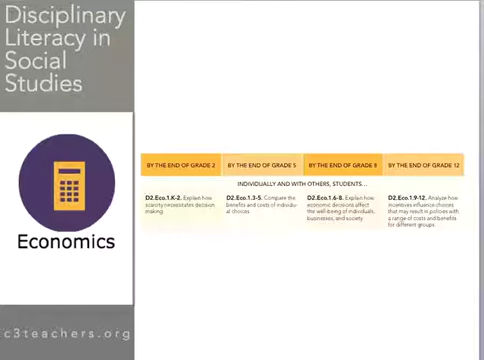 Disciplinary
Literacy in
Social
Studies
Economics
c3teachers.org
BY THE END OF GRADE 2
BY THE END OF GRADE 5
BY THE END OF GRADE 8
BY THE END OF GRADE 12
INDIVIDUALLY AND WITH OTHERS, STUDENTS...
D2.Eco.1.K-2. Explain how
scarcity necessitates decision
making.
D2.Eco.1.3-5. Compare the
benefits and costs of individu-
al choices.
D2.Eco.1.6-8. Explain how
economic decisions affect
the well-being of individuals,
businesses, and society.
D2.Eco.1.9-12. Analyze how
incentives influence choices
that may result in policies with
a range of costs and benefits
for different groups.